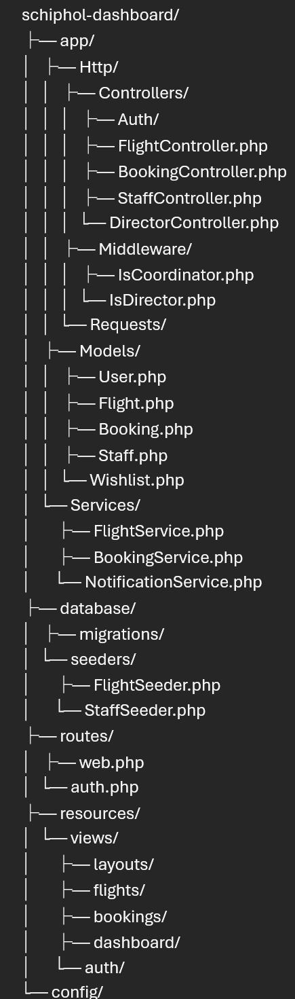 schiphol-dashboard/
├── app/
│   ├── Http/
│   │   ├── Controllers/
│   │   │   ├── Auth/
│   │   │   ├── FlightController.php
│   │   │   ├── BookingController.php
│   │   │   ├── StaffController.php
│   │   │   └── DirectorController.php
│   │   ├── Middleware/
│   │   │   ├── IsCoordinator.php
│   │   │   └── IsDirector.php
│   │   └── Requests/
│   ├── Models/
│   │   ├── User.php
│   │   ├── Flight.php
│   │   ├── Booking.php
│   │   ├── Staff.php
│   │   └── Wishlist.php
│   └── Services/
│       ├── FlightService.php
│       ├── BookingService.php
│       └── NotificationService.php
├── database/
│   ├── migrations/
│   └── seeders/
│       ├── FlightSeeder.php
│       └── StaffSeeder.php
├── routes/
│   ├── web.php
│   └── auth.php
├── resources/
│   └── views/
│       ├── layouts/
│       ├── flights/
│       ├── bookings/
│       ├── dashboard/
│       └── auth/
└── config/